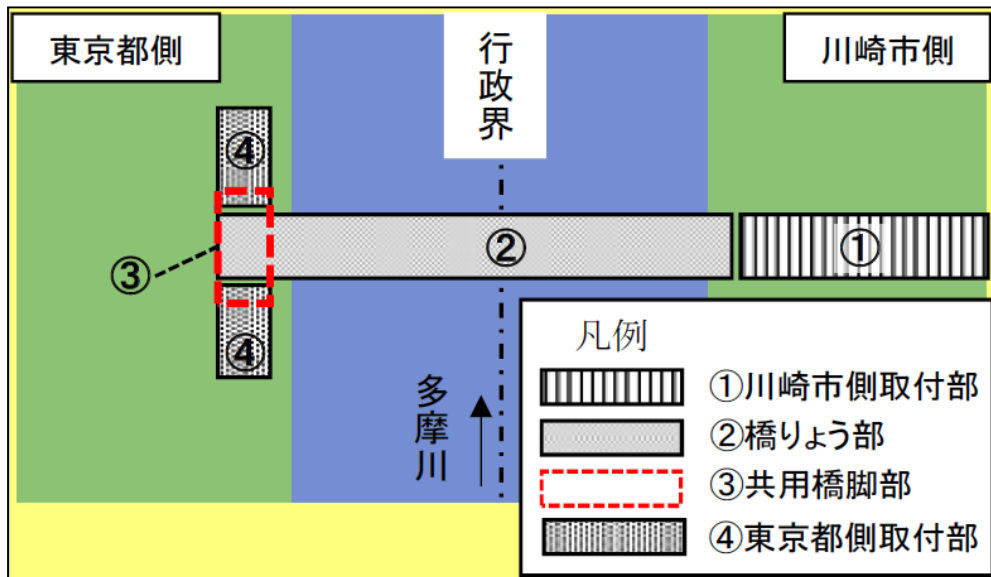 東京都側
行政界
川崎市側
④
③
②
①
④
多摩川
凡例
①川崎市側取付部
②橋りょう部
③共用橋脚部
④東京都側取付部